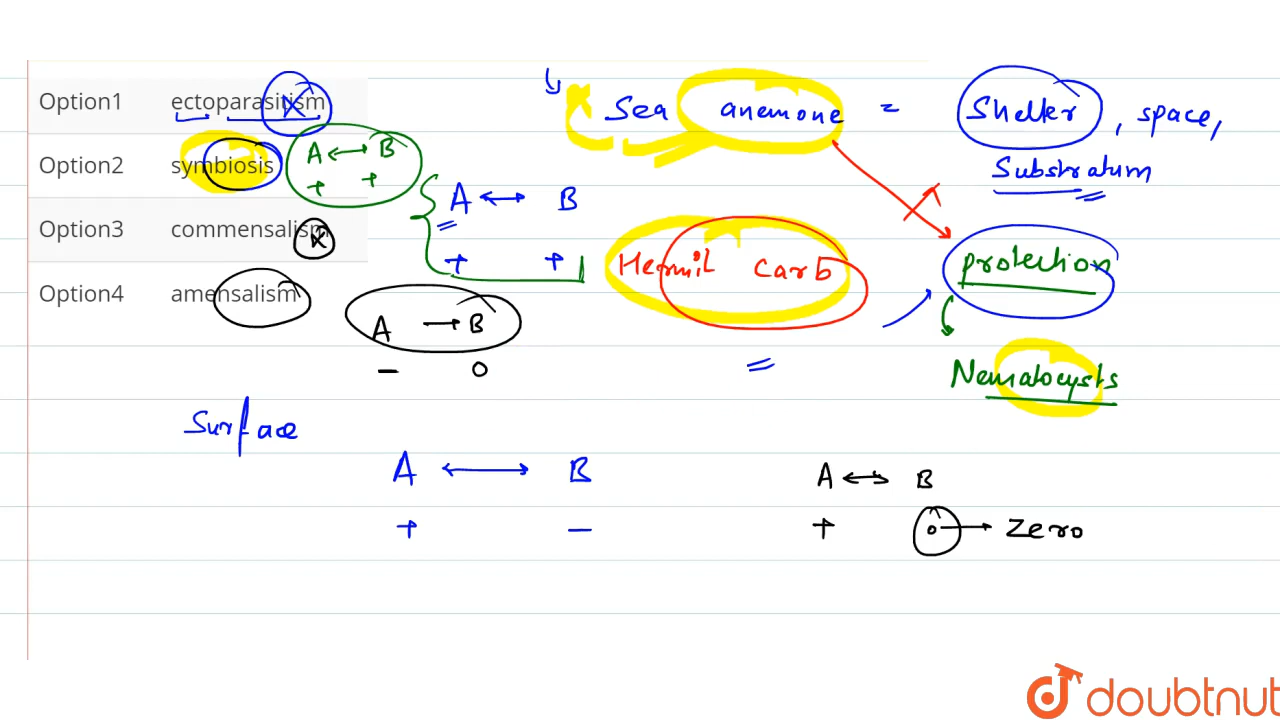 Option1 ectoparasitism
Sea anemone = Shelter, space,
Substratum
Option2 symbiosis
A ↔ B
+ +
A ↔ B
+ +
Option3 commensalism
Hermit Carb
protection
Option4 amensalism
A → B
- 0
Nematocysts
Surface
A ↔ B
+ -
A ↔ B
+ 0 → Zero
doubtnut